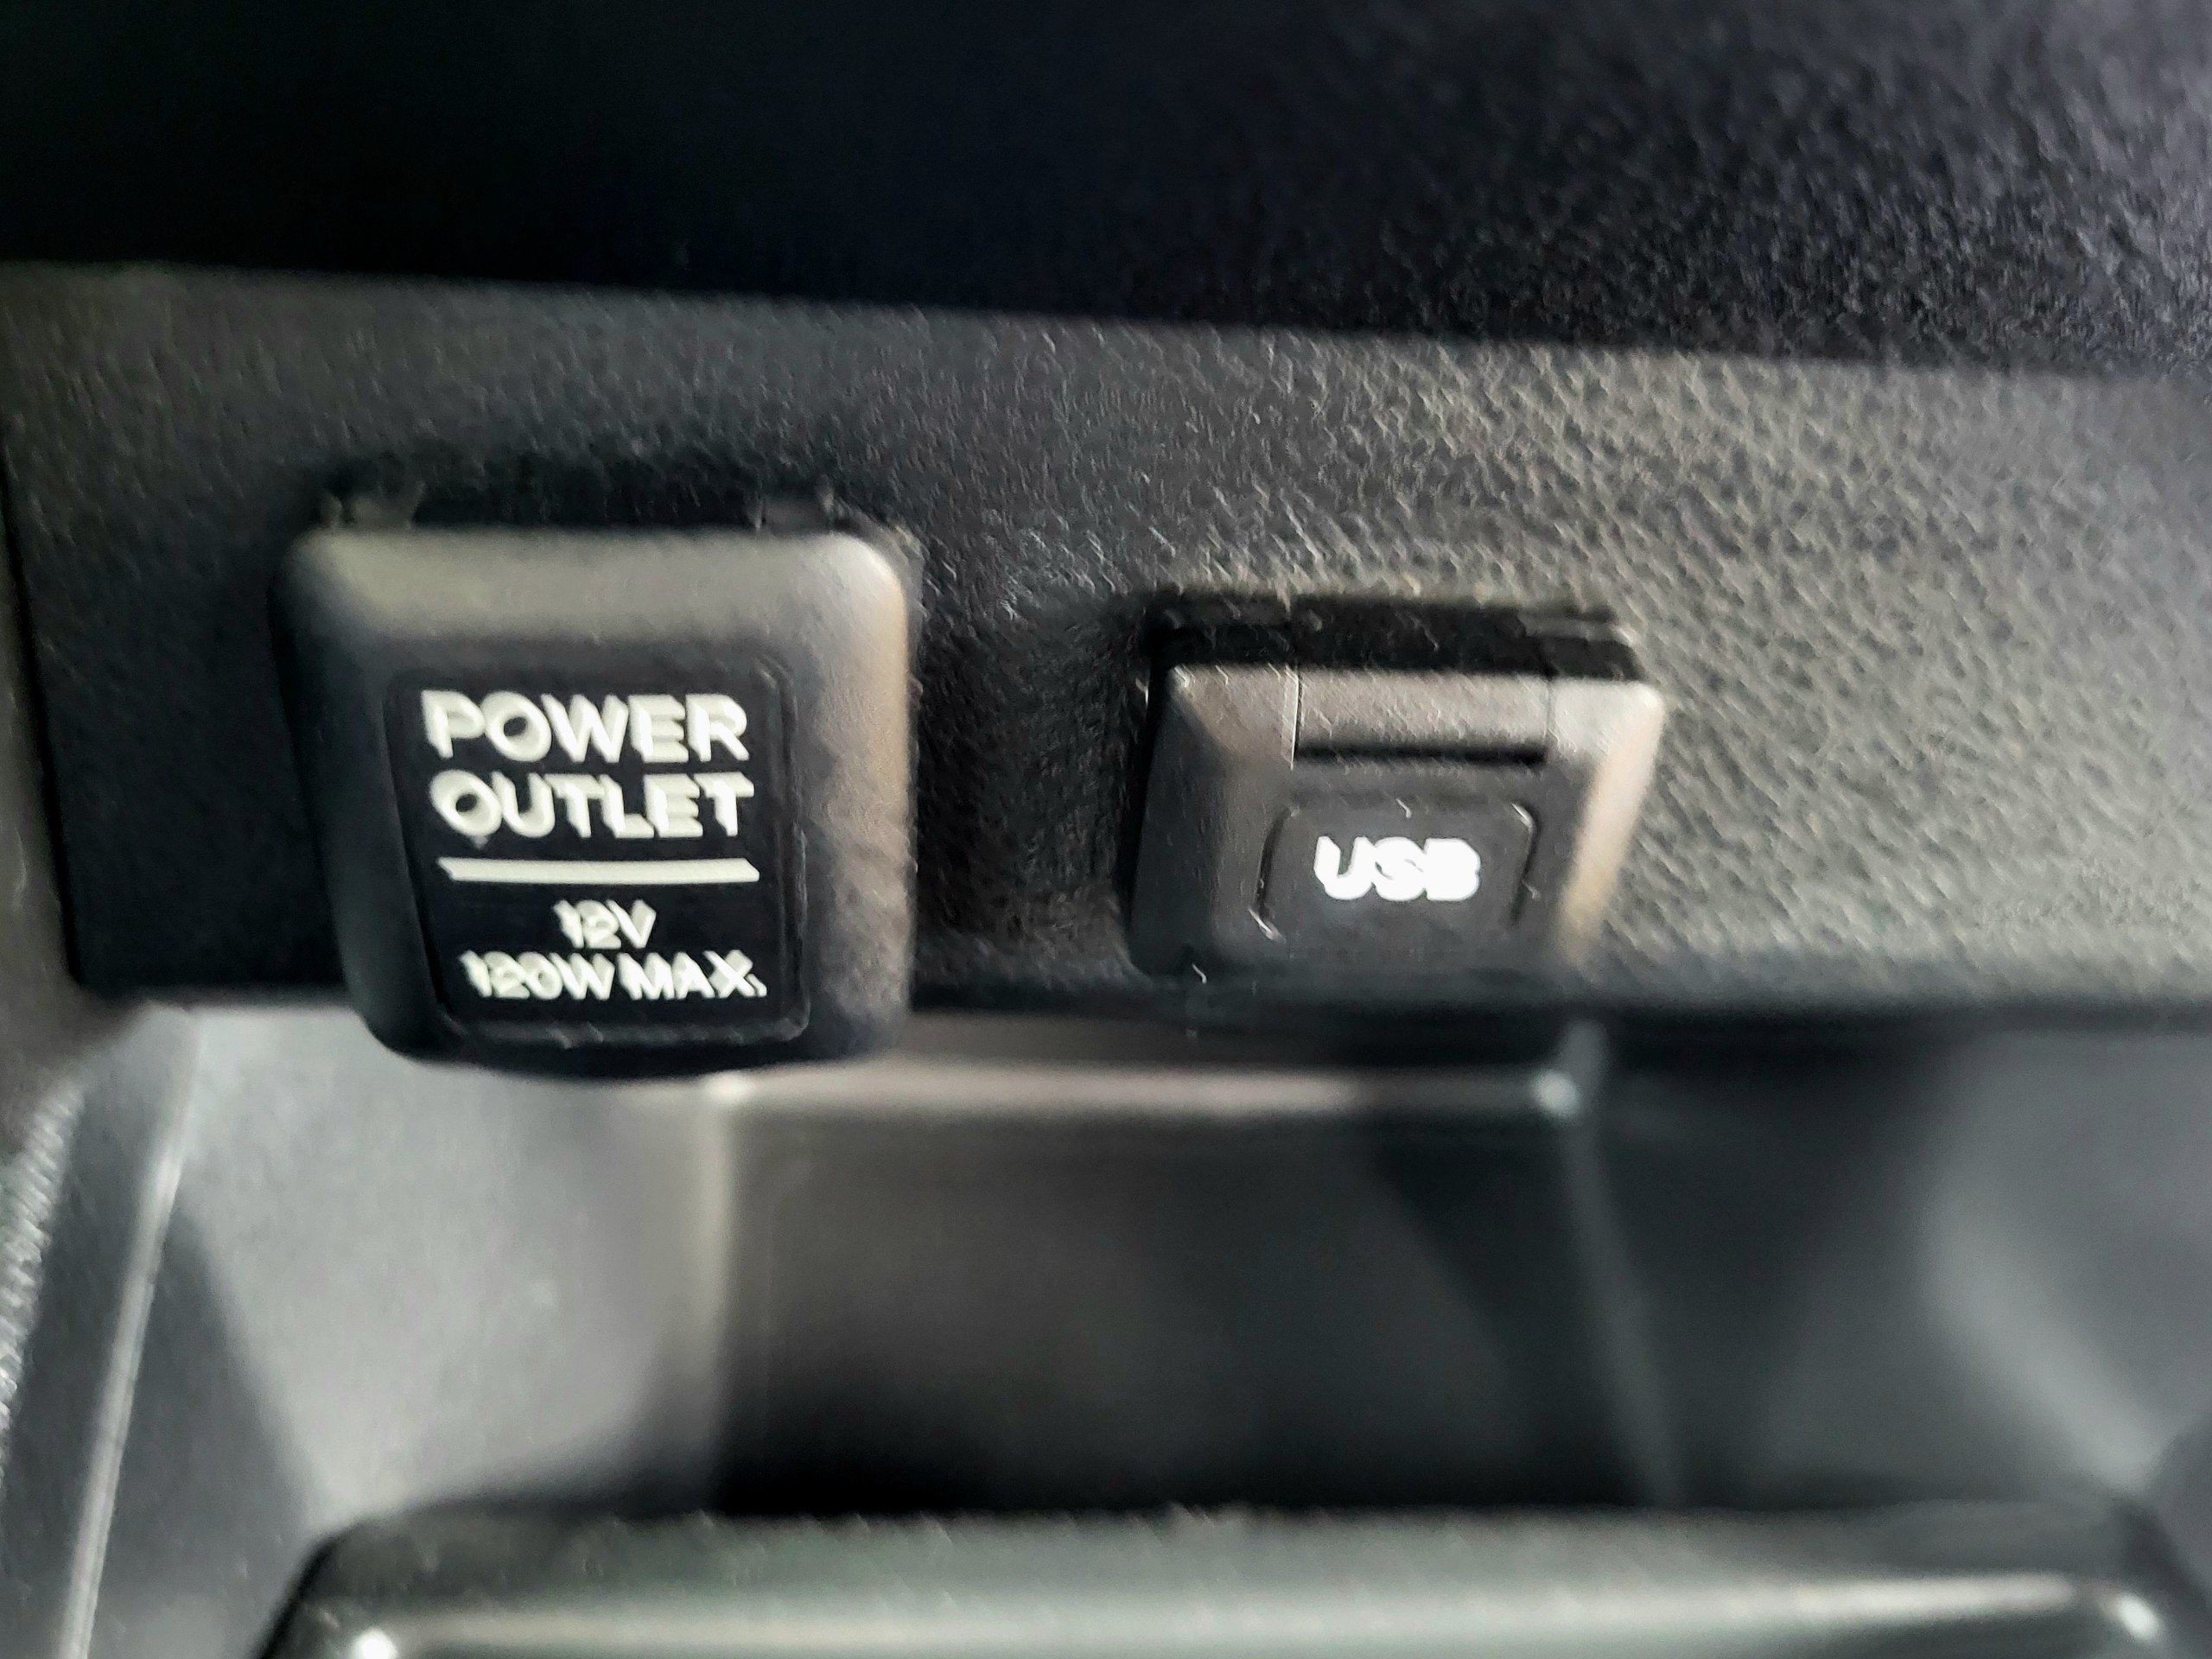 POWER
OUTLET
12V
120W MAX.
USB